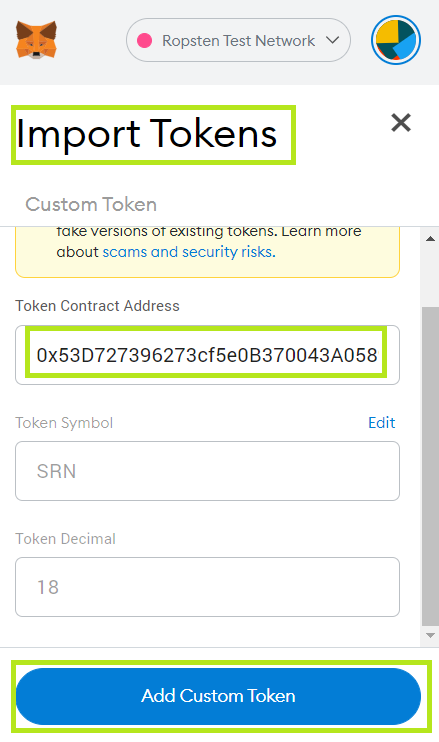 Ropsten Test Network
Import Tokens
Custom Token
fake versions of existing tokens. Learn more
about scams and security risks.
Token Contract Address
0x53D727396273cf5e0B370043A058
Token Symbol
Edit
SRN
Token Decimal
18
Add Custom Token